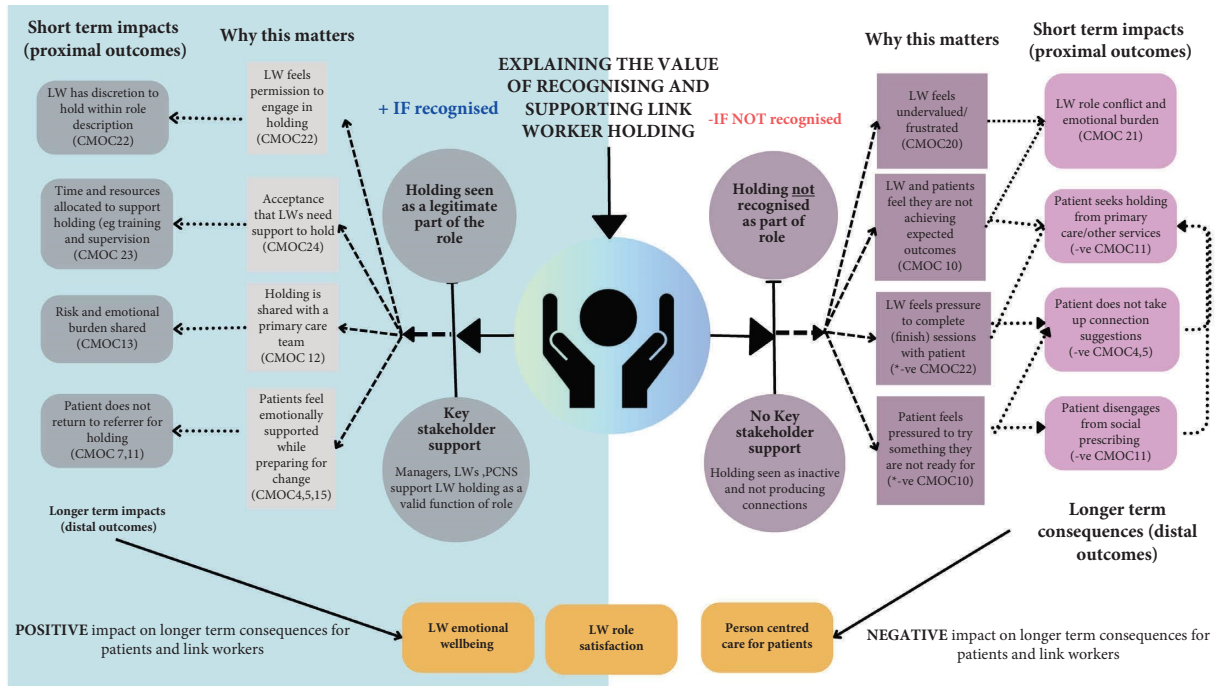 Short term impacts
(proximal outcomes)
LW has discretion to
hold within role
description
(CMOC22)
Time and resources
allocated to support
holding (eg training
and supervision
(CMOC 23)
Risk and emotional
burden shared
(CMOC13)
Patient does not
return to referrer for
holding
(CMOC 7,11)
Longer term impacts
(distal outcomes)
Why this matters
LW feels
permission to
engage in
holding
(CMOC22)
Acceptance
that LWs need
support to hold
(CMOC24)
Holding is
shared with a
primary care
team
(CMOC 12)
Patients feel
emotionally
supported
while
preparing for
change
(CMOC4,5,15)
+ IF recognised
Holding seen
as a legitimate
part of the
role
Key
stakeholder
support
Managers, LWs ,PCNS
support LW holding as a
valid function of role
EXPLAINING THE VALUE
OF RECOGNISING AND
SUPPORTING LINK
WORKER HOLDING
-IF NOT recognised
Holding not
recognised
as part of
role
No Key
stakeholder
support
Holding seen as inactive
and not producing
connections
Why this matters
LW feels
undervalued/
frustrated
(CMOC20)
LW and patients
feel they are not
achieving
expected
outcomes
(CMOC 10)
LW feels pressure
to complete
(finish) sessions
with patient
(*-ve CMOC22)
Patient feels
pressured to try
something they
are not ready for
(*-ve CMOC10)
Short term impacts
(proximal outcomes)
LW role conflict and
emotional burden
(CMOC 21)
Patient seeks holding
from primary
care/other services
(-ve CMOC11)
Patient does not
take up connection
suggestions
(-ve CMOC4,5)
Patient disengages
from social
prescribing
(-ve CMOC11)
Longer term
consequences (distal
outcomes)
POSITIVE impact on longer term consequences for
patients and link workers
LW emotional
wellbeing
LW role
satisfaction
Person centred
care for patients
NEGATIVE impact on longer term consequences for
patients and link workers